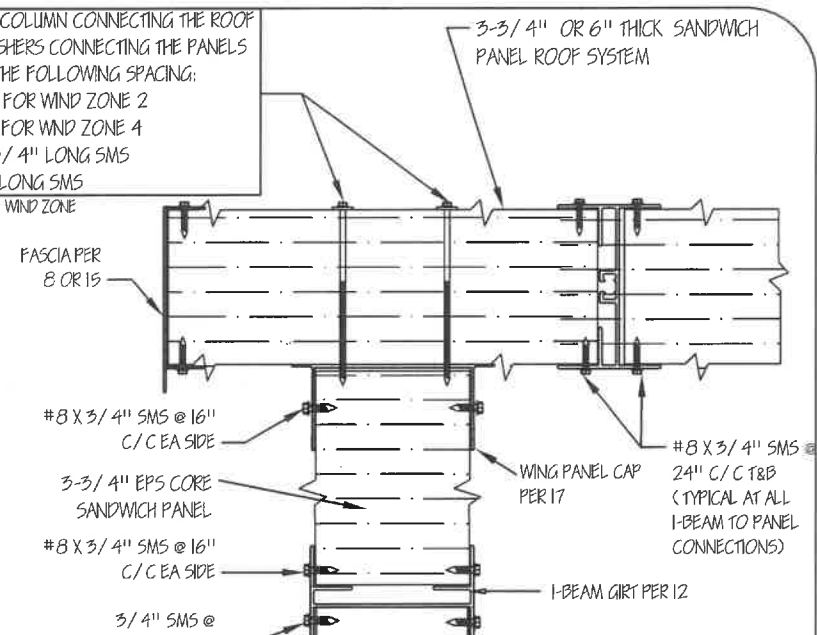 COLUMN CONNECTING THE ROOF
SHERS CONNECTING THE PANELS
THE FOLLOWING SPACING:
FOR WIND ZONE 2
FOR WND ZONE 4
/ 4" LONG SMS
LONG SMS
WIND ZONE
3-3/4" OR 6" THICK SANDWICH
PANEL ROOF SYSTEM
FASCIA PER
8 OR 15
#8 X 3/4" SMS @ 16"
C/C EA SIDE
3-3/4" EPS CORE
SANDWICH PANEL
#8 X 3/4" SMS @ 16"
C/C EA SIDE
3/4" SMS @
WING PANEL CAP
PER 17
#8 X 3/4" SMS @
24" C/C T&B
(TYPICAL AT ALL
I-BEAM TO PANEL
CONNECTIONS)
I-BEAM GIRT PER 12